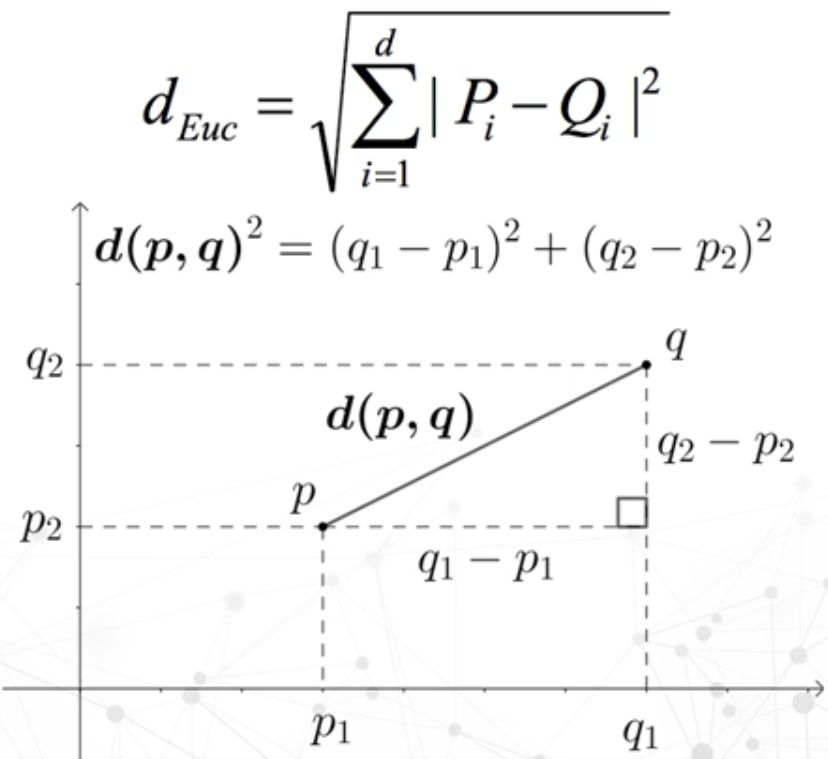 d_Euc = √∑_{i=1}^{d} | P_i − Q_i |²
d(p, q)² = (q₁ − p₁)² + (q₂ − p₂)²
q
q₂
d(p, q)
q₂ − p₂
p
p₂
q₁ − p₁
p₁ q₁